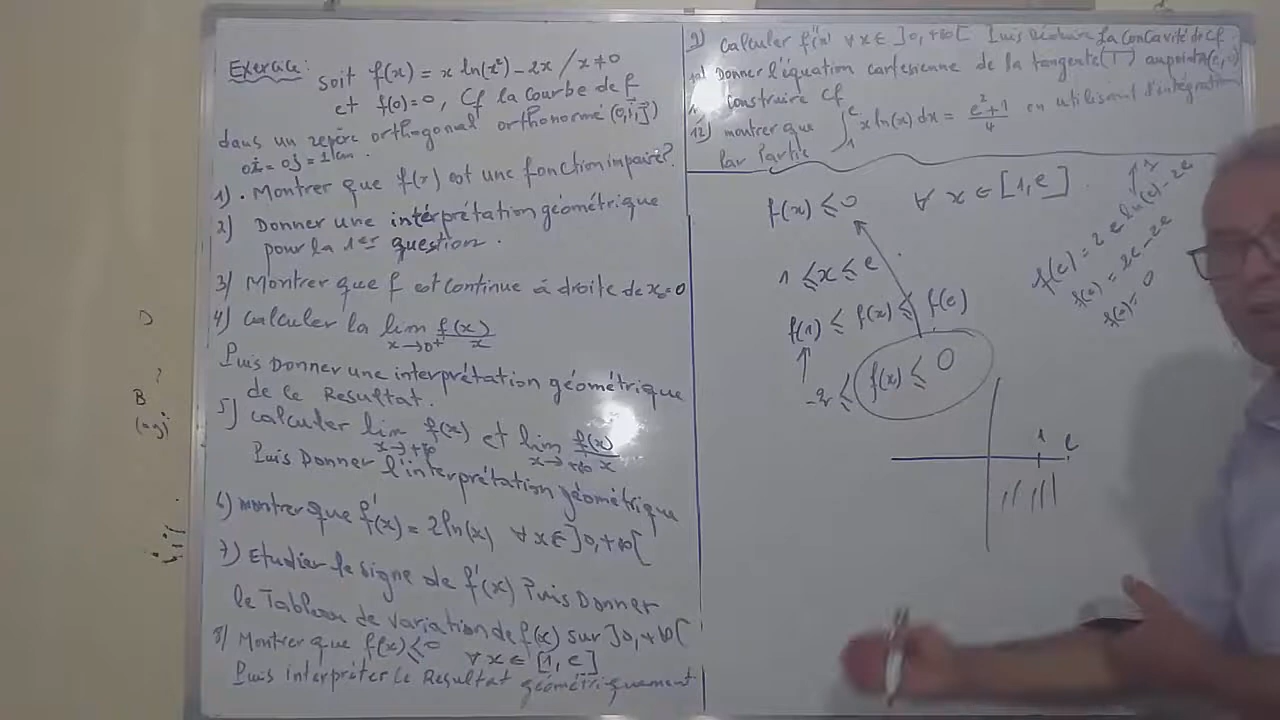 Exercice : Soit f(x) = x ln(x²) - 2x / x ≠ 0
et f(0)=0, Cf la courbe de f
dans un repère orthogonal orthonormé (0,i,j)
oi = oj = 1cm.
1) . Montrer que f(x) est une fonction impaire?
2) Donner une intérprétation géométrique
pour la 1er question.
3) Montrer que f est continue à droite de x₀=0
4) Calculer la lim f(x)/x
x→0⁺
Puis Donner une interprétation géométrique
de ce Resultat.
5) Calculer lim f(x) et lim f(x)/x
x→+∞ x→+∞
Puis Donner l'interprétation géométrique
6) montrer que f'(x) = 2ln(x) ∀x∈]0,+∞[
7) Etudier le signe de f'(x) Puis Donner
le Tableau de variation de f(x) sur ]0,+∞[
8) Montrer que f(x)≤0 ∀x∈[1,e]
Puis interpréter le Resultat géométriquement
9) Calculer f''(x) ∀x∈]0,+∞[ Puis Déduire la Concavité de Cf.
Donner l'équation cartesienne de la tangente (T) au point A(e,0)
construire Cf
12) montrer que ∫₁ᵉ x ln(x) dx = (e²+1)/4 en utilisant l'intégration
Par Partie
f(x) ≤ 0 ∀ x ∈ [1,e]
1 ≤ x ≤ e
f(1) ≤ f(x) ≤ f(e)
-2 ≤ f(x) ≤ 0
f(e) = 2 e ln(e) - 2e
1
f(e) = 2e - 2e
f(e) = 0
1 e
B